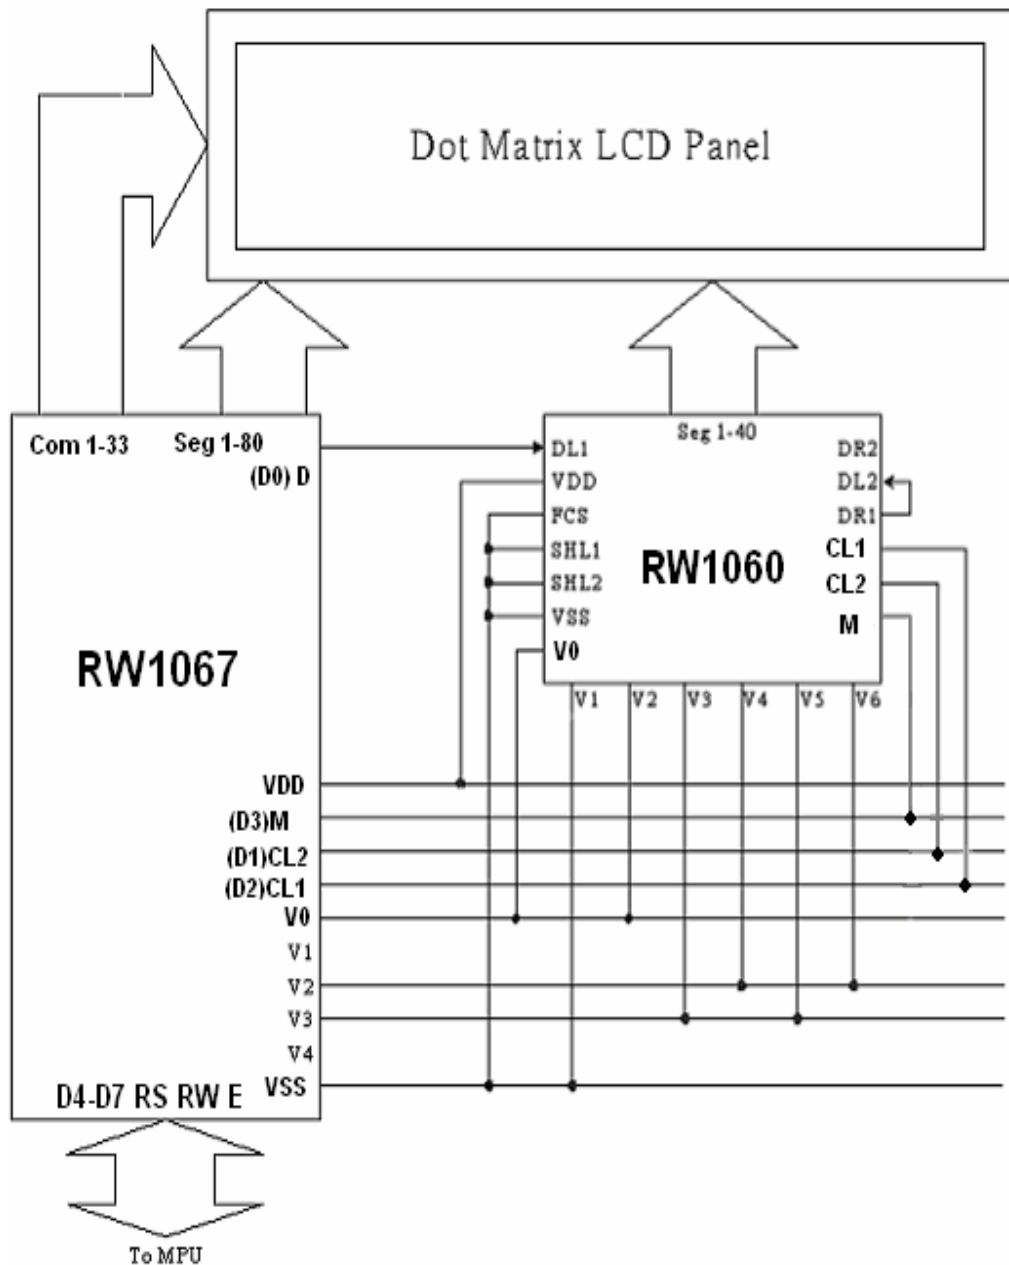 Dot Matrix LCD Panel
Com 1-33
Seg 1-80
(D0) D
RW1067
VDD
(D3)M
(D1)CL2
(D2)CL1
V0
V1
V2
V3
V4
VSS
D4-D7 RS RW E
To MPU
Seg 1-40
DL1
VDD
FCS
SHL1
SHL2
VSS
V0
RW1060
DR2
DL2
DR1
CL1
CL2
M
V1
V2
V3
V4
V5
V6